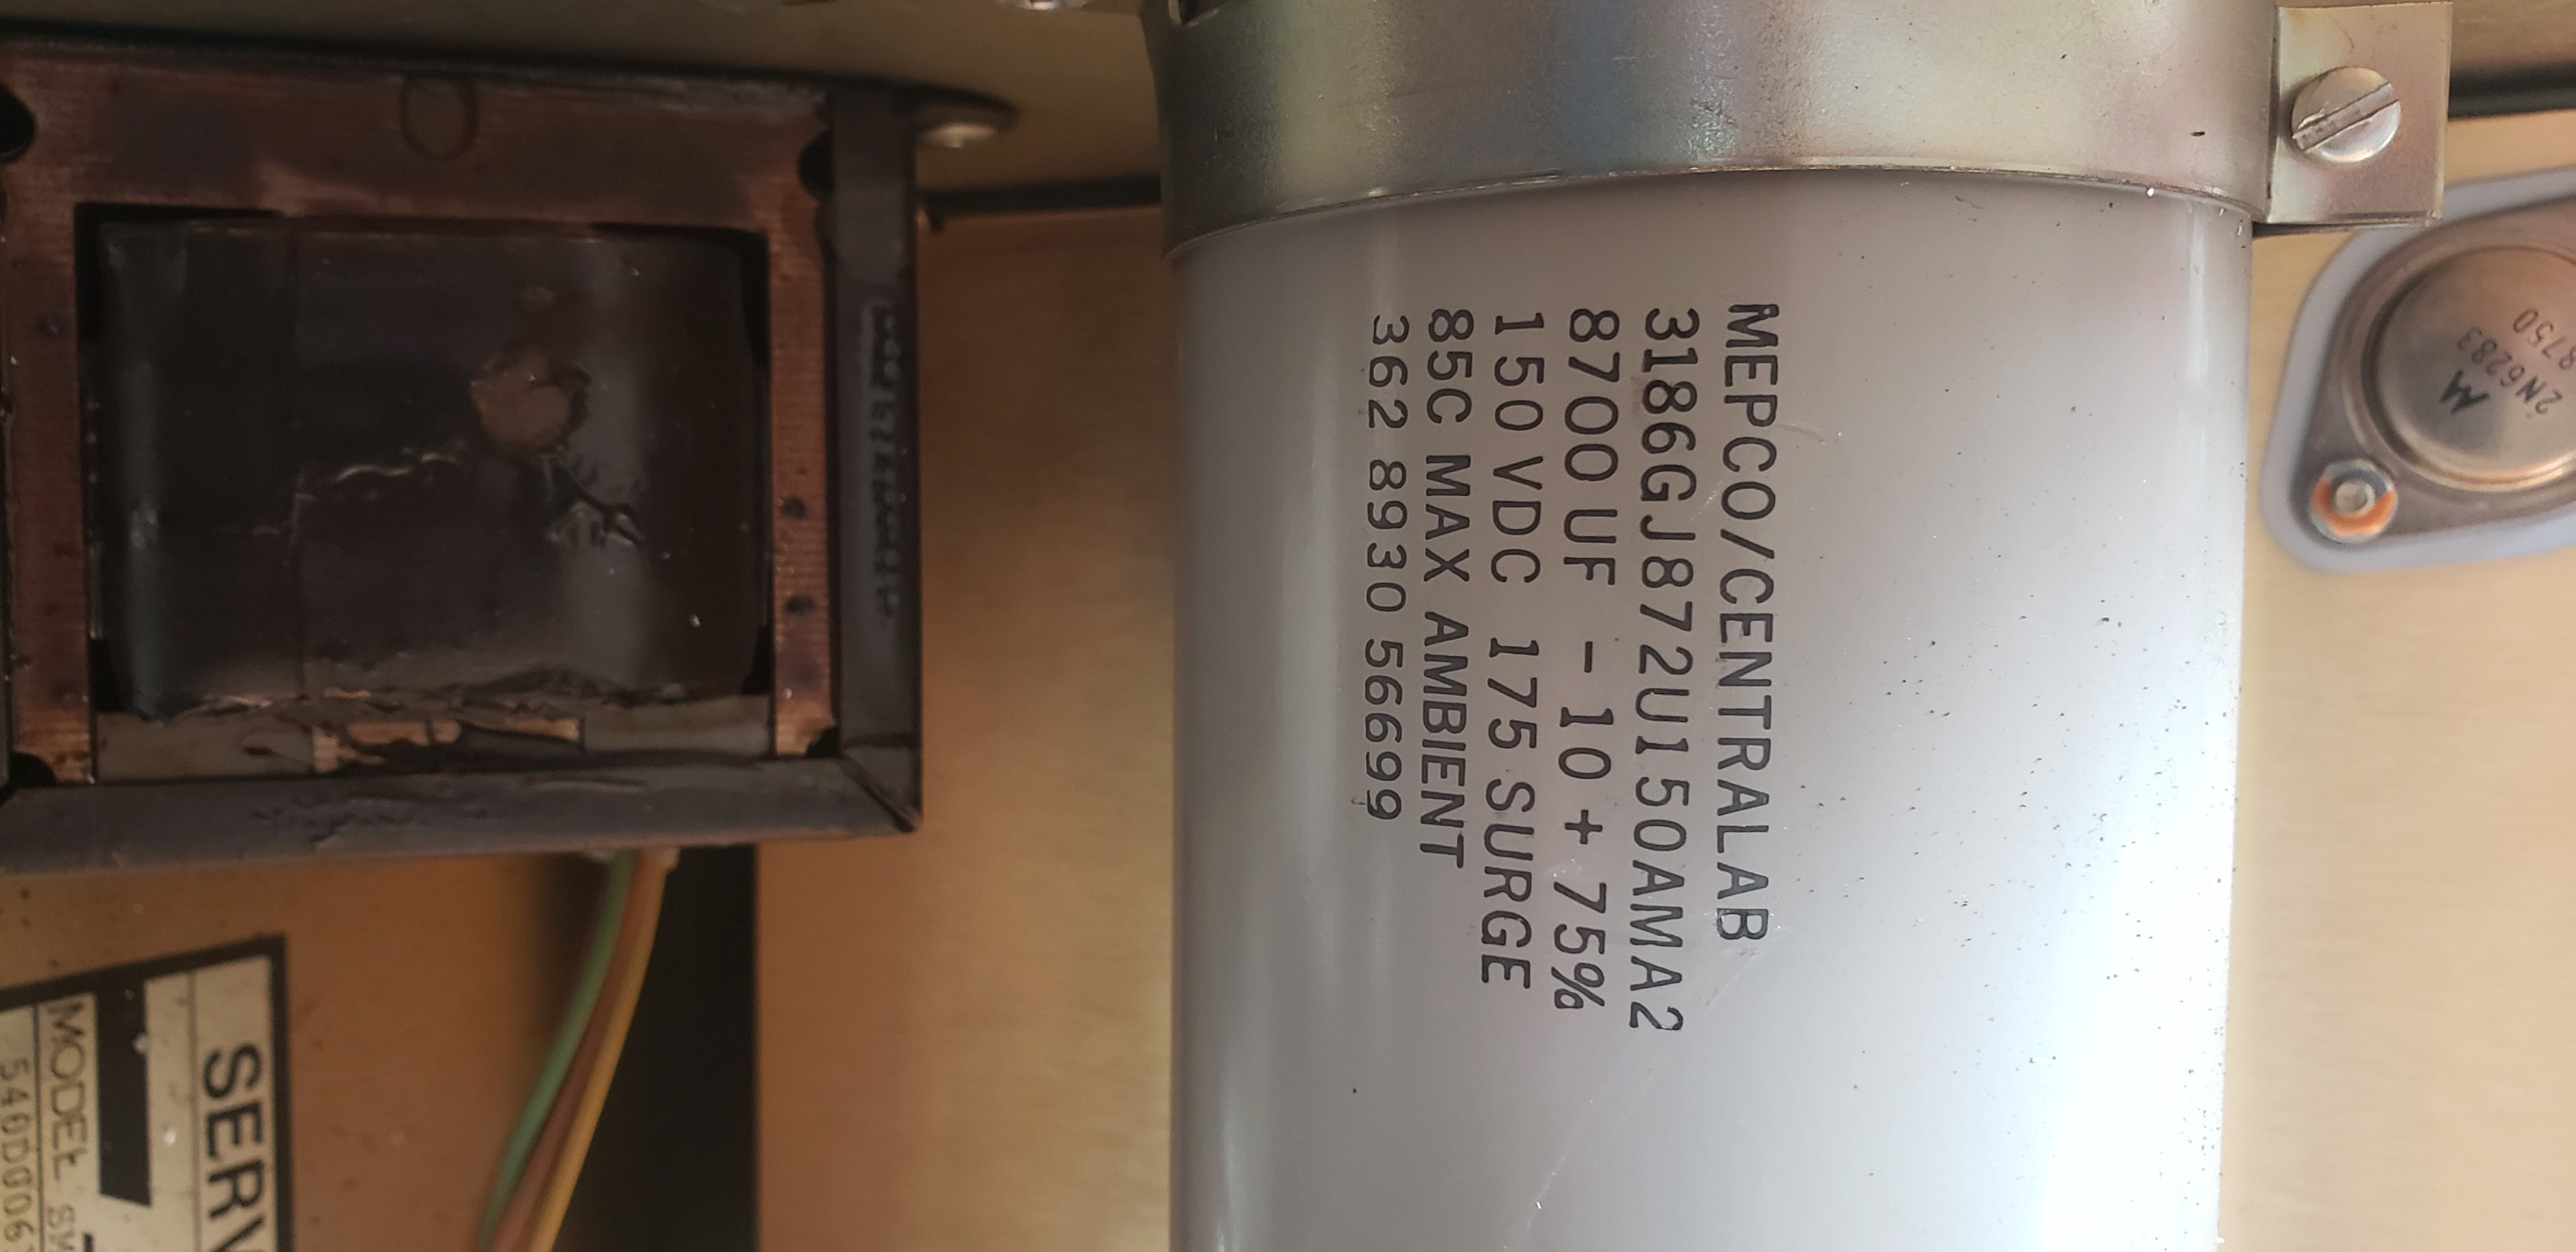 MEPCO/CENTRALAB
3186GJ872U150AMA2
8700 UF -10 +75%
150 VDC 175 SURGE
85C MAX AMBIENT
362 8930 56699
2N6283
8750
SERV
MODEL